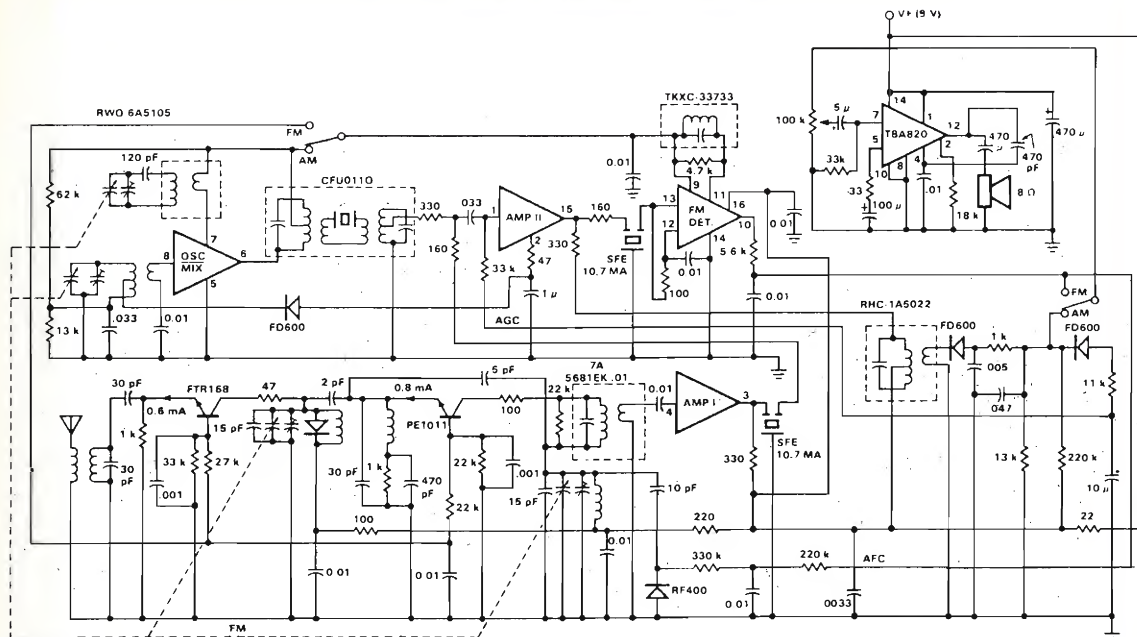 V+ (9 V)
TKXC-33733
RWO 6A5105
FM
AM
120 pF
CFU0110
62 k
7
8
OSC
MIX
6
5
13 k
.033
0.01
FD600
330
160
.033
1
AMP II
15
2
47
33 k
1 μ
AGC
160
330
SFE
10.7 MA
0.01
4.7 k
9
11
13
16
FM
DET.
12
10
14
0.01
100
5.6 k
0.01
0.01
100 k
5 μ
33k
14
7
1
TBA820
12
5
2
10
8
4
.01
33
100 μ
18 k
470
μ
470
pF
8 Ω
470 μ
RHC-1A5022
FM
AM
FD600
1 k
FD600
.005
.047
11 k
13 k
220 k
10 μ
22
30 pF
FTR168
0.6 mA
47
2 pF
0.8 mA
PE1011
5 pF
7A
5681EK .01
22 k
100
0.01
4
AMP I
3
SFE
10.7 MA
330
1 k
30
pF
15 pF
33 k
27 k
.001
30 pF
1 k
470
pF
22 k
.001
22 k
15 pF
10 pF
100
220
0.01
0.01
0.01
330 k
220 k
AFC
RF400
0.01
.0033
FM